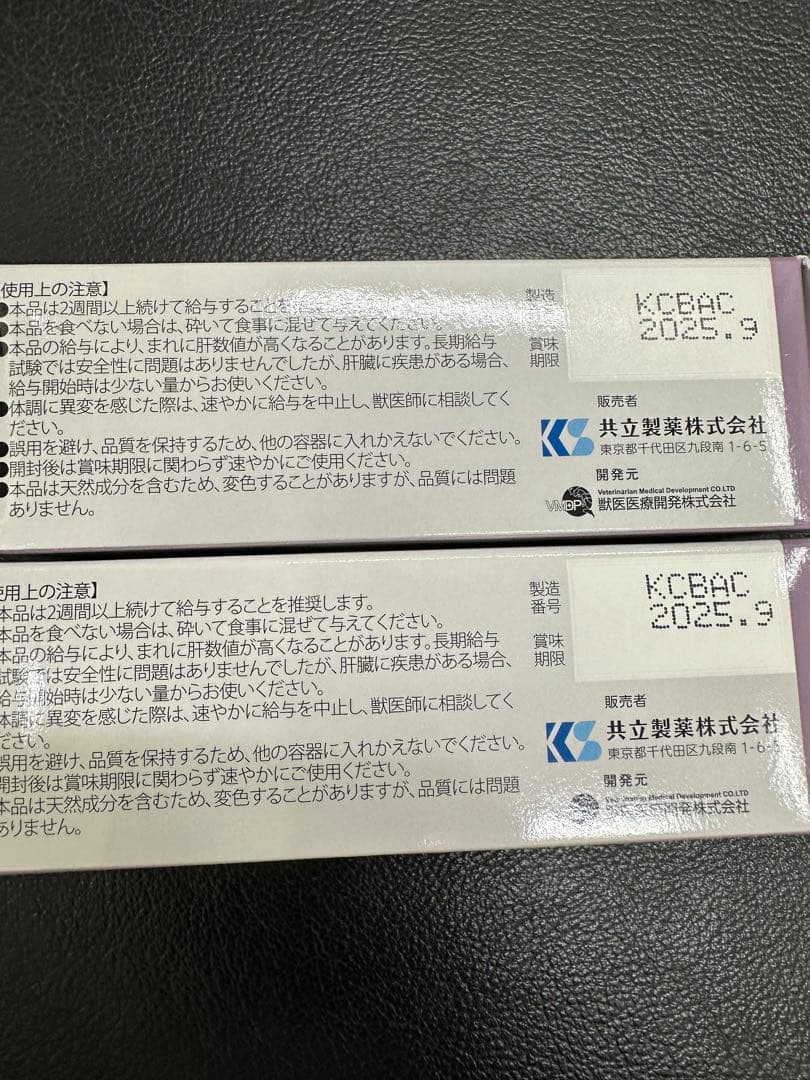 使用上の注意】
●本品は2週間以上続けて給与することを
●本品を食べない場合は、砕いて食事に混ぜて与えてください。
●本品の給与により、まれに肝数値が高くなることがあります。長期給与
試験では安全性に問題はありませんでしたが、肝臓に疾患がある場合、
給与開始時は少ない量からお使いください。
●体調に異変を感じた際は、速やかに給与を中止し、獣医師に相談してく
ださい。
●誤用を避け、品質を保持するため、他の容器に入れかえないでください。
●開封後は賞味期限に関わらず速やかにご使用ください。
●本品は天然成分を含むため、変色することがありますが、品質には問題
ありません。
製造
賞味
期限
KCBAC
2025.9
販売者
KS 共立製薬株式会社
東京都千代田区九段南 1-6-5
開発元
VMDP
Veterinarian Medical Development CO.LTD
獣医医療開発株式会社
使用上の注意】
本品は2週間以上続けて給与することを推奨します。
本品を食べない場合は、砕いて食事に混ぜて与えてください。
本品の給与により、まれに肝数値が高くなることがあります。長期給与
試験では安全性に問題はありませんでしたが、肝臓に疾患がある場合、
給与開始時は少ない量からお使いください。
体調に異変を感じた際は、速やかに給与を中止し、獣医師に相談してく
ださい。
誤用を避け、品質を保持するため、他の容器に入れかえないでください。
開封後は賞味期限に関わらず速やかにご使用ください。
本品は天然成分を含むため、変色することがありますが、品質には問題
ありません。
製造
番号
賞味
期限
KCBAC
2025.9
販売者
KS 共立製薬株式会社
東京都千代田区九段南 1-6-5
開発元
Veterinarian Medical Development CO.LTD
獣医医療開発株式会社